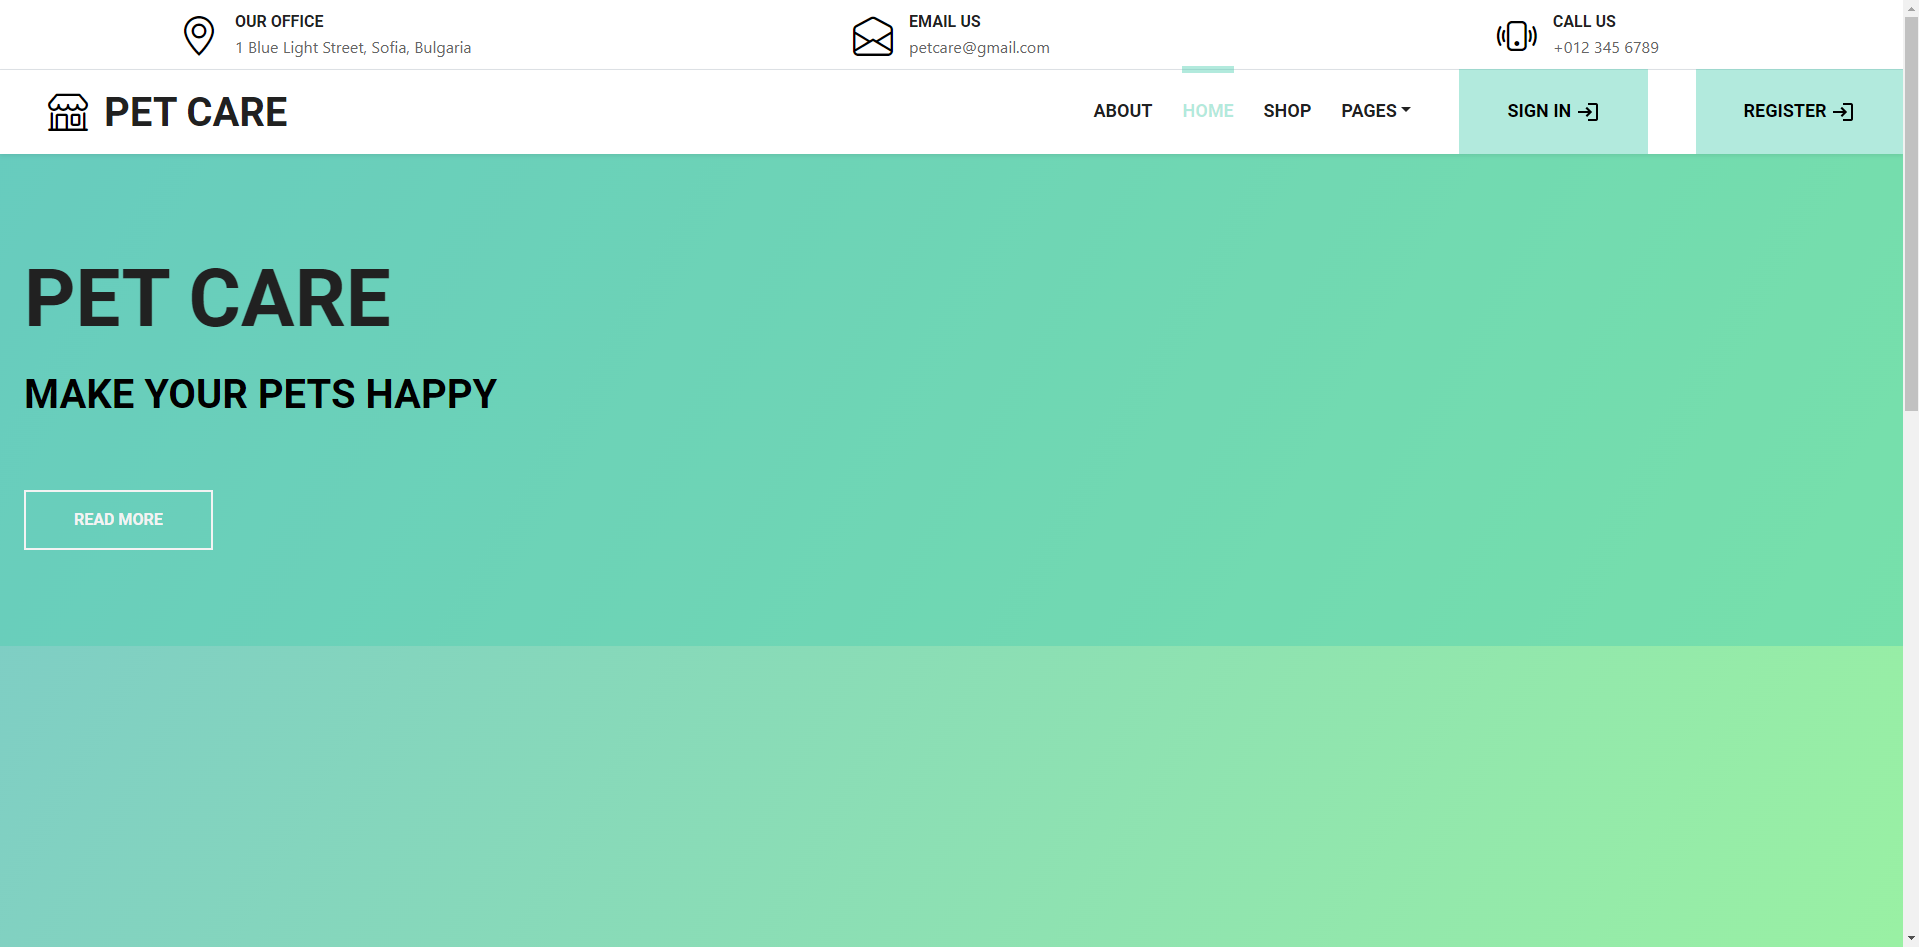 OUR OFFICE
1 Blue Light Street, Sofia, Bulgaria
EMAIL US
petcare@gmail.com
CALL US
+012 345 6789
PET CARE
ABOUT
HOME
SHOP
PAGES
SIGN IN
REGISTER
PET CARE
MAKE YOUR PETS HAPPY
READ MORE